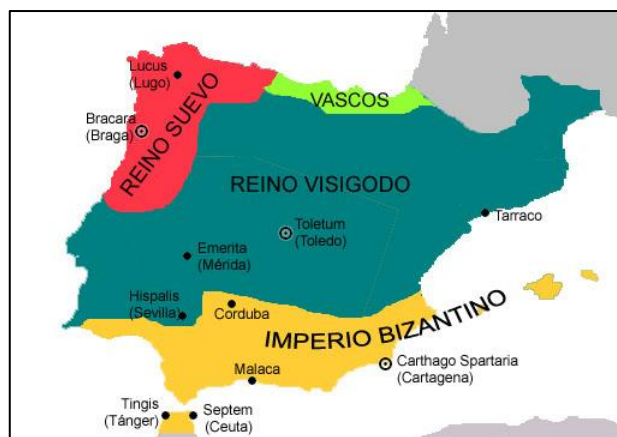 Lucus
(Lugo)
Bracara
(Braga)
REINO SUEVO
VASCOS
REINO VISIGODO
Toletum
(Toledo)
Tarraco
Emerita
(Mérida)
Hispalis
(Sevilla)
Corduba
IMPERIO BIZANTINO
Carthago Spartaria
(Cartagena)
Malaca
Tingis
(Tánger)
Septem
(Ceuta)